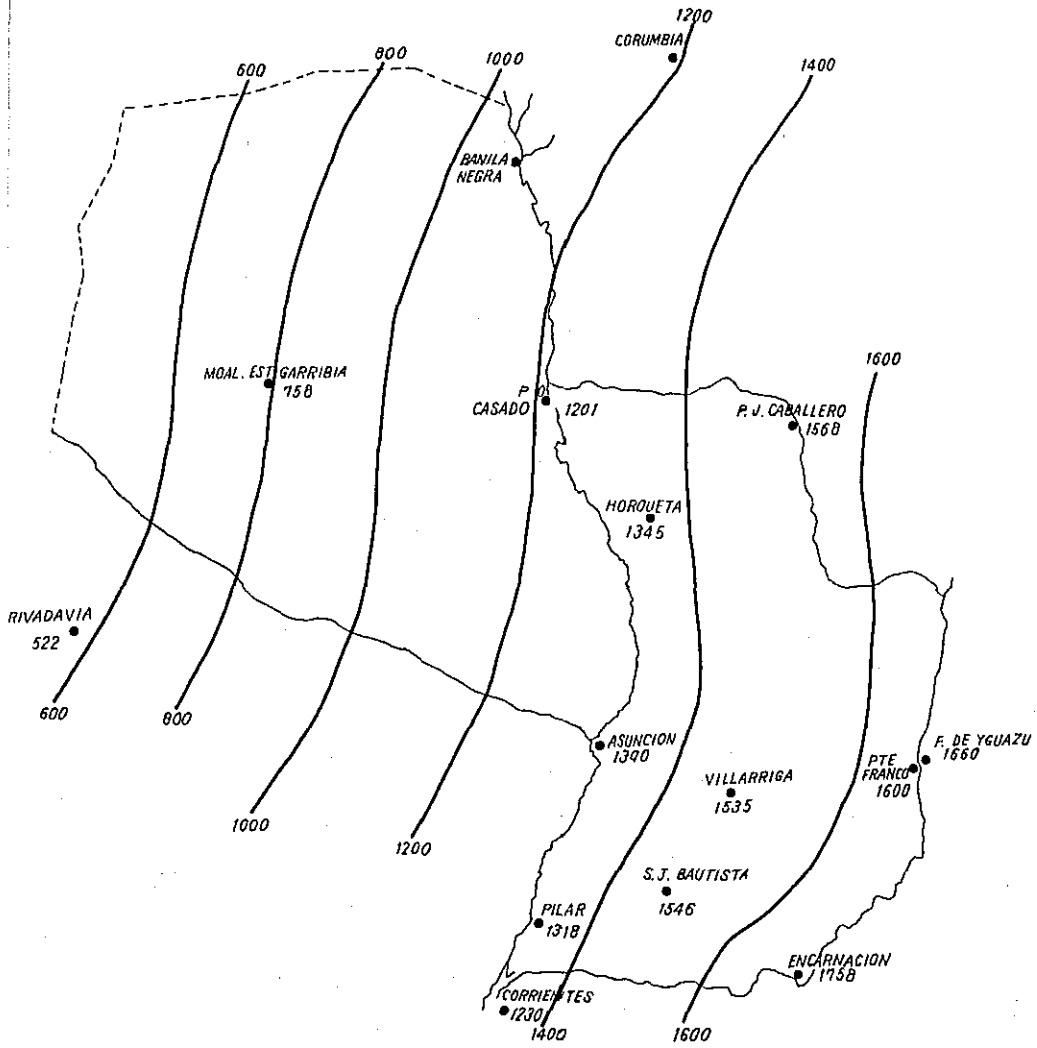 1200
CORUMBIA
800
1000
600
1400
BANILA
NEGRA
1600
MOAL. EST. GARRIBIA
758
P
CASADO
1201
P. J. CABALLERO
1568
HORQUETA
1345
RIVADAVIA
522
600
800
ASUNCION
F. DE YGUAZU
1660
PTE
FRANCO
1600
VILLARRIGA
1535
1000
1200
S. J. BAUTISTA
1546
PILAR
1318
ENCARNACION
1758
CORRIENTES
1230
1400
1600